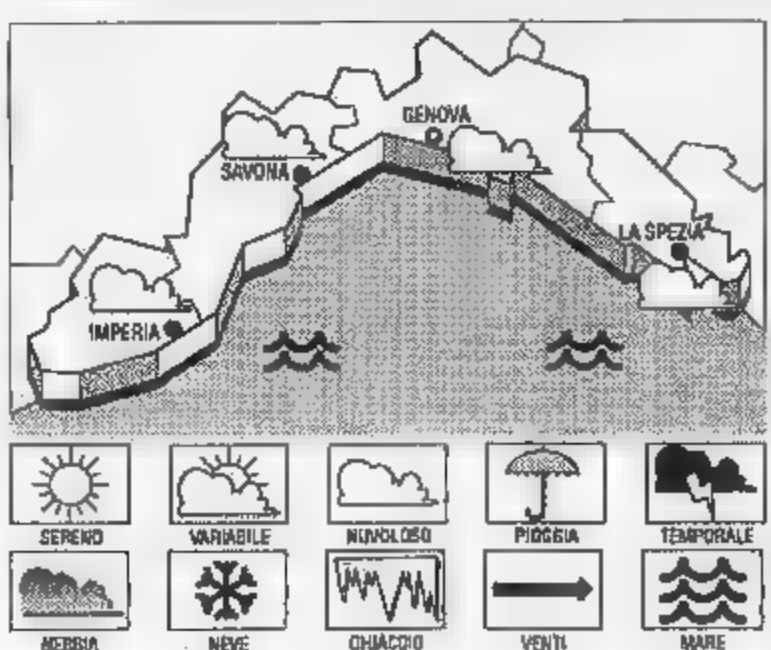 GENOVA
SAVONA
LA SPEZIA
IMPERIA
SERENO VARIABILE NUVOLOSO PIOGGIA TEMPORALE
NEBBIA NEVE GHIACCIO VENTI MARE